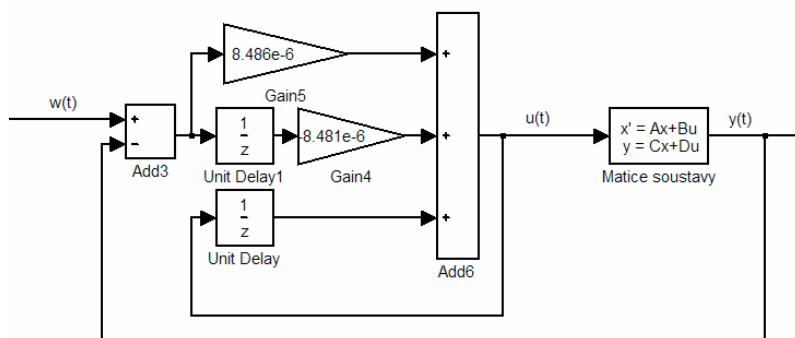 8.486e-6
Gain5
w(t)
+
-
Add3
1
z
Unit Delay1
-8.481e-6
Gain4
1
z
Unit Delay
+
+
+
Add6
u(t)
x' = Ax+Bu
y = Cx+Du
Matice soustavy
y(t)